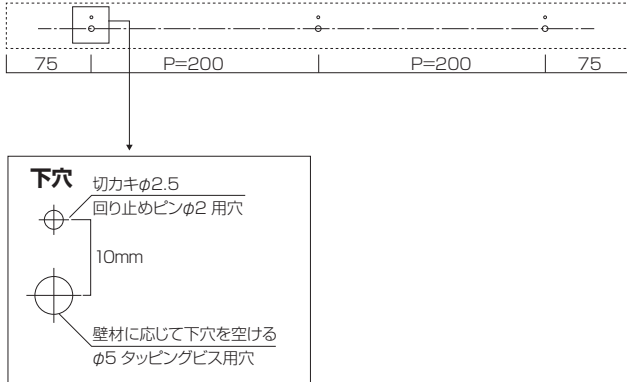 75 P=200 P=200 75
下穴
切カキφ2.5
回り止めピンφ2 用穴
10mm
壁材に応じて下穴を空ける
φ5 タッピングビス用穴